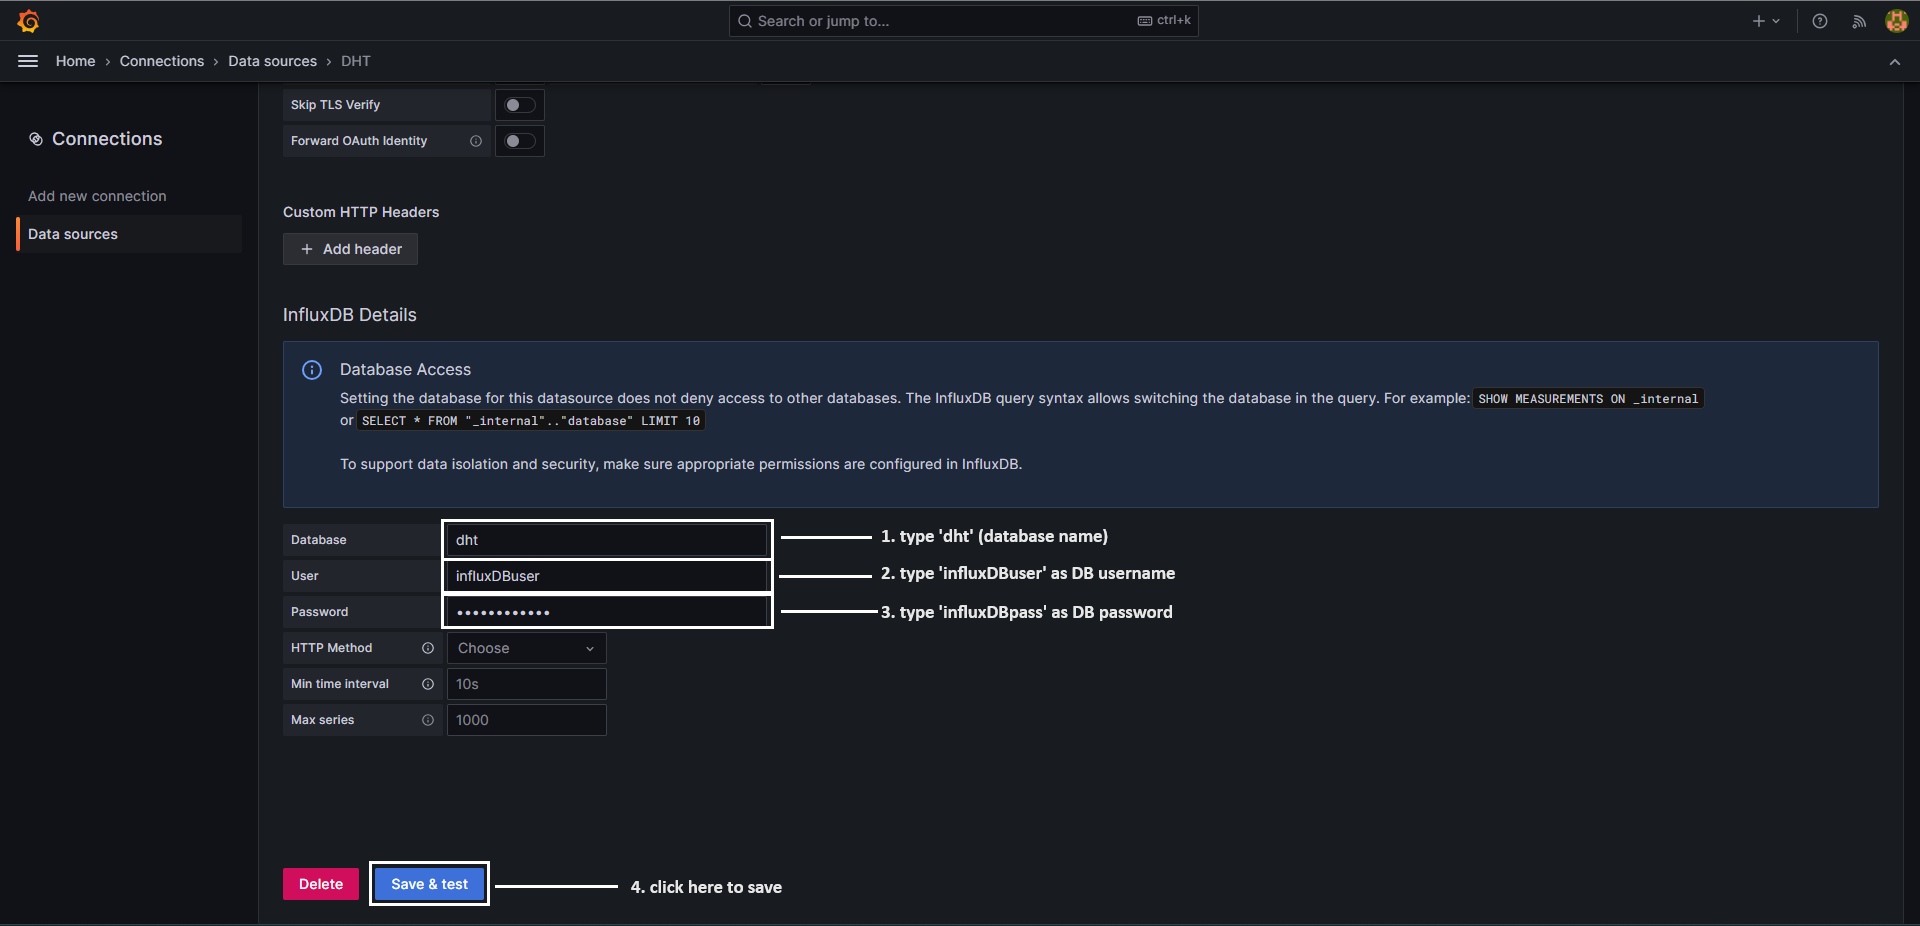 Search or jump to...
ctrl+k
Home › Connections › Data sources › DHT
Connections
Add new connection
Data sources
Skip TLS Verify
Forward OAuth Identity
Custom HTTP Headers
+ Add header
InfluxDB Details
Database Access
Setting the database for this datasource does not deny access to other databases. The InfluxDB query syntax allows switching the database in the query. For example: SHOW MEASUREMENTS ON _internal
or SELECT * FROM "_internal".."database" LIMIT 10
To support data isolation and security, make sure appropriate permissions are configured in InfluxDB.
Database dht 1. type 'dht' (database name)
User influxDBuser 2. type 'influxDBuser' as DB username
Password •••••••••••• 3. type 'influxDBpass' as DB password
HTTP Method Choose
Min time interval 10s
Max series 1000
Delete Save & test 4. click here to save